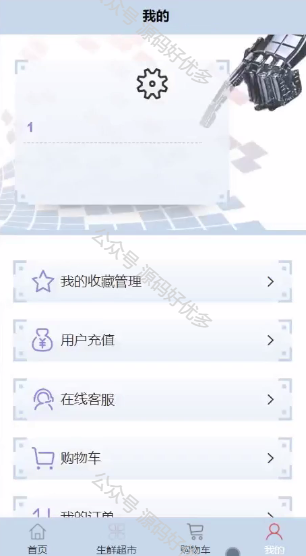 我的
公众号 源码好优多
1
我的收藏管理
公众号 源码好优多
用户充值
在线客服
购物车
我的订单
公众号 源码好优多
首页
生鲜超市
购物车
我的